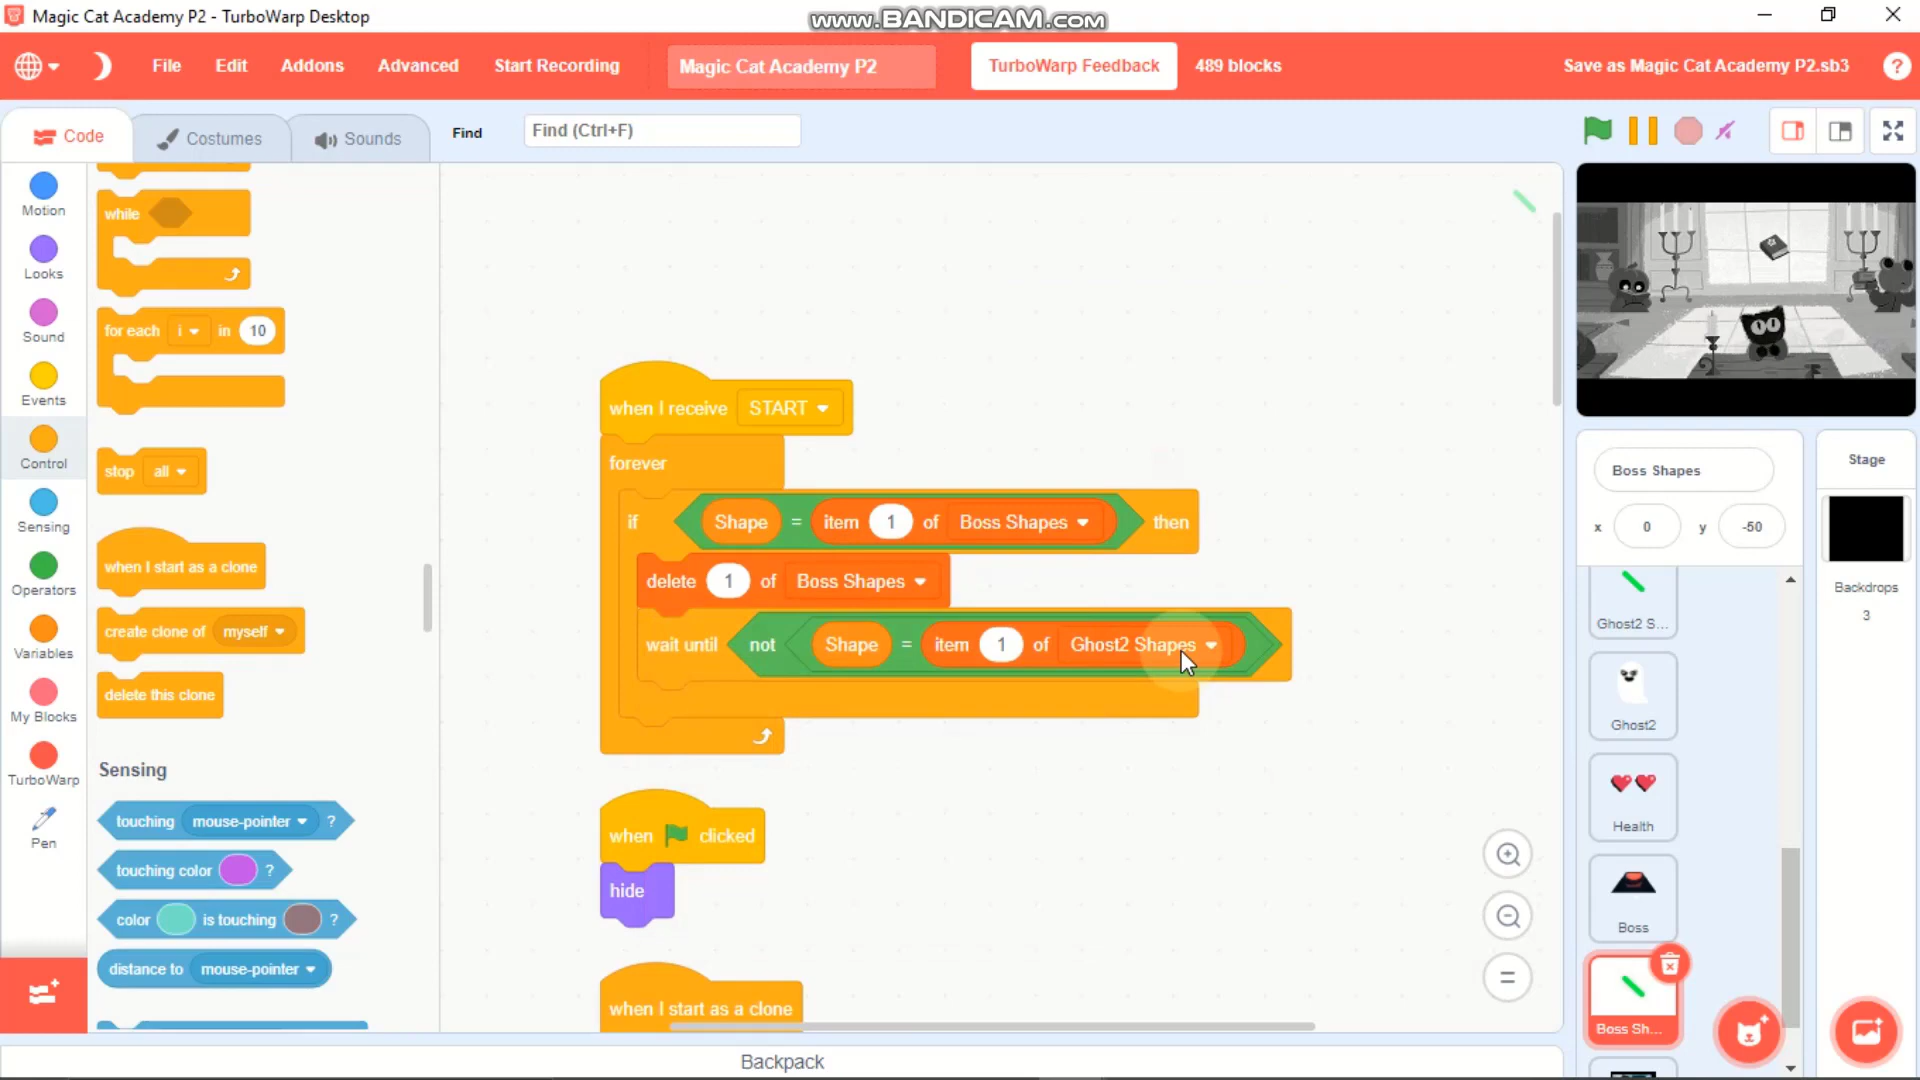 Magic Cat Academy P2 - TurboWarp Desktop
www.BANDICAM.com
File Edit Addons Advanced Start Recording Magic Cat Academy P2 TurboWarp Feedback 489 blocks Save as Magic Cat Academy P2.sb3 ?
Code Costumes Sounds Find Find (Ctrl+F)
Motion
Looks
Sound
Events
Control
Sensing
Operators
Variables
My Blocks
TurboWarp
Pen
while
for each i in 10
stop all
when I start as a clone
create clone of myself
delete this clone
Sensing
touching mouse-pointer ?
touching color ?
color is touching ?
distance to mouse-pointer
when I receive START
forever
if Shape = item 1 of Boss Shapes then
delete 1 of Boss Shapes
wait until not Shape = item 1 of Ghost2 Shapes
when clicked
hide
when I start as a clone
Backpack
Boss Shapes
x 0 y -50
Ghost2 S...
Ghost2
Health
Boss
Boss Sh...
Stage
Backdrops
3